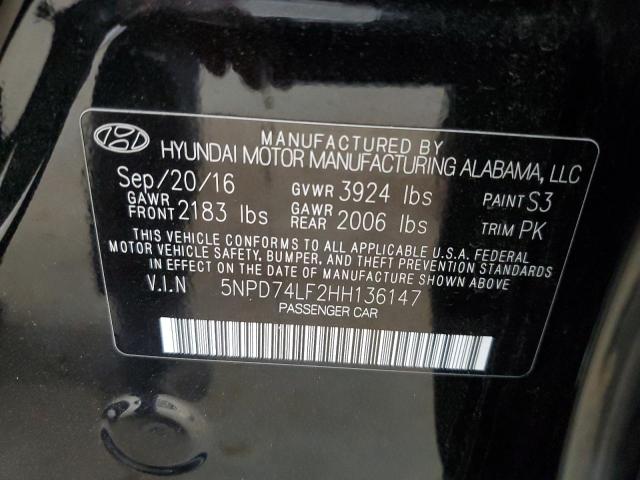 MANUFACTURED BY
HYUNDAI MOTOR MANUFACTURING ALABAMA, LLC
Sep/20/16 GVWR 3924 lbs PAINT S3
GAWR FRONT 2183 lbs GAWR REAR 2006 lbs TRIM PK
THIS VEHICLE CONFORMS TO ALL APPLICABLE U.S.A. FEDERAL
MOTOR VEHICLE SAFETY, BUMPER, AND THEFT PREVENTION STANDARDS
IN EFFECT ON THE DATE OF MANUFACTURE SHOWN ABOVE
V.I.N 5NPD74LF2HH136147
PASSENGER CAR